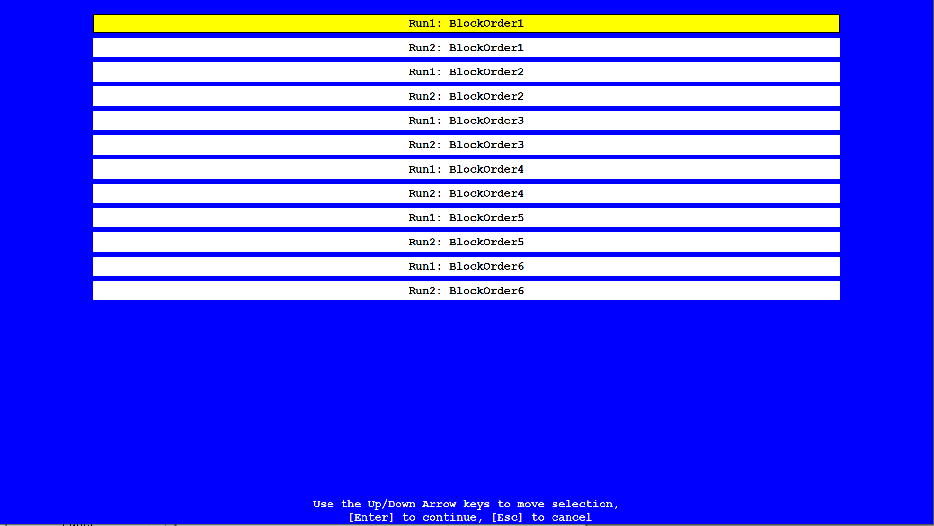 Run1: BlockOrder1
Run2: BlockOrder1
Run1: BlockOrder2
Run2: BlockOrder2
Run1: BlockOrder3
Run2: BlockOrder3
Run1: BlockOrder4
Run2: BlockOrder4
Run1: BlockOrder5
Run2: BlockOrder5
Run1: BlockOrder6
Run2: BlockOrder6
Use the Up/Down Arrow keys to move selection,
[Enter] to continue, [Esc] to cancel